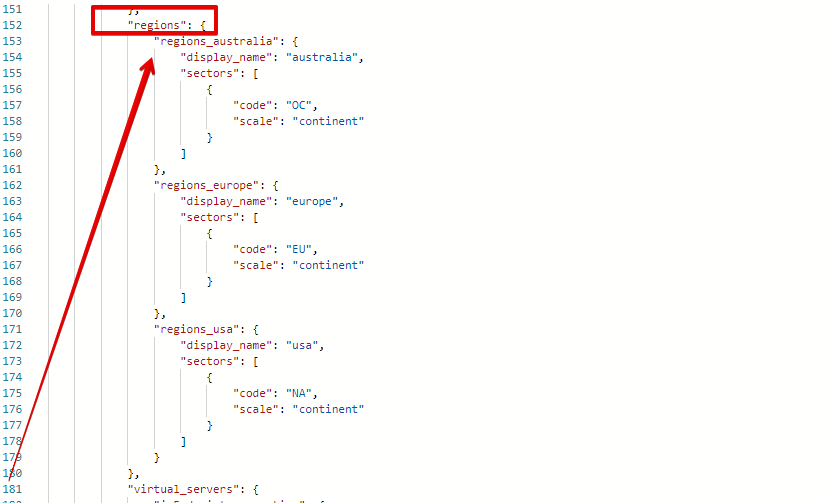 151 },
152 "regions": {
153 "regions_australia": {
154 "display_name": "australia",
155 "sectors": [
156 {
157 "code": "OC",
158 "scale": "continent"
159 }
160 ]
161 },
162 "regions_europe": {
163 "display_name": "europe",
164 "sectors": [
165 {
166 "code": "EU",
167 "scale": "continent"
168 }
169 ]
170 },
171 "regions_usa": {
172 "display_name": "usa",
173 "sectors": [
174 {
175 "code": "NA",
176 "scale": "continent"
177 }
178 ]
179 }
180 },
181 "virtual_servers": {